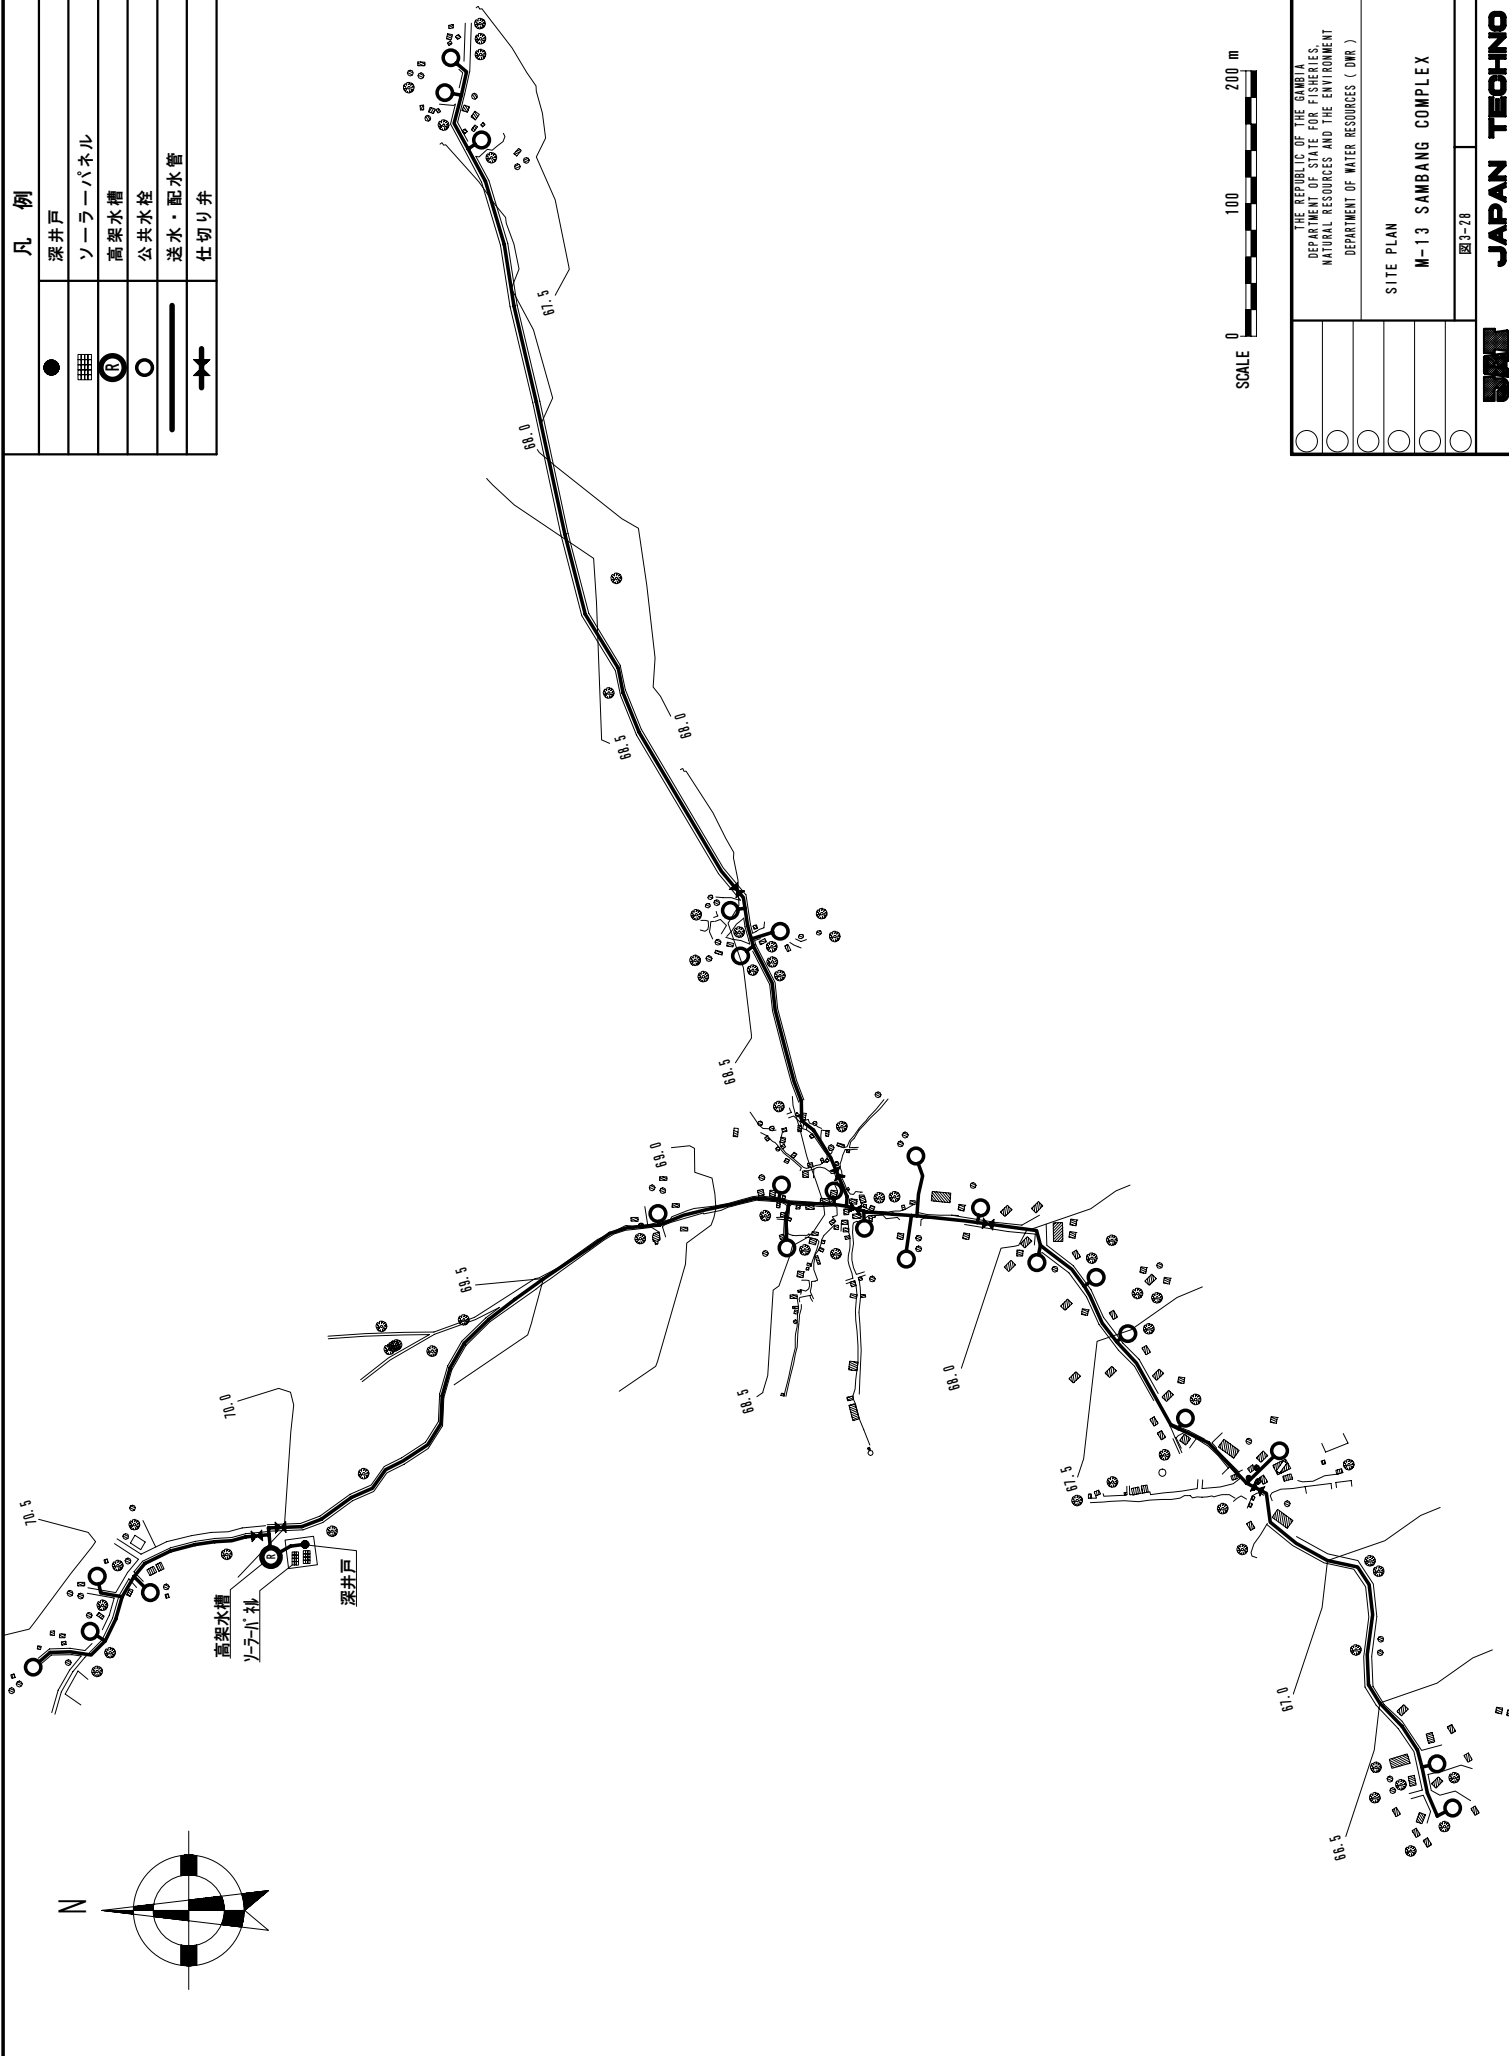 凡 例
深井戸
ソーラーパネル
R
高架水槽
公共水栓
送水・配水管
仕切り弁
N
70.5
70.0
69.5
69.0
68.5
68.5
68.5
68.0
68.0
67.5
68.0
67.5
67.0
66.5
R
高架水槽
ｿｰﾗｰﾊﾟﾈﾙ
深井戸
SCALE
0 100 200 m
THE REPUBLIC OF THE GAMBIA
DEPARTMENT OF STATE FOR FISHERIES,
NATURAL RESOURCES AND THE ENVIRONMENT
DEPARTMENT OF WATER RESOURCES ( DWR )
SITE PLAN
M-13 SAMBANG COMPLEX
図3-28
JAPAN TECHNO